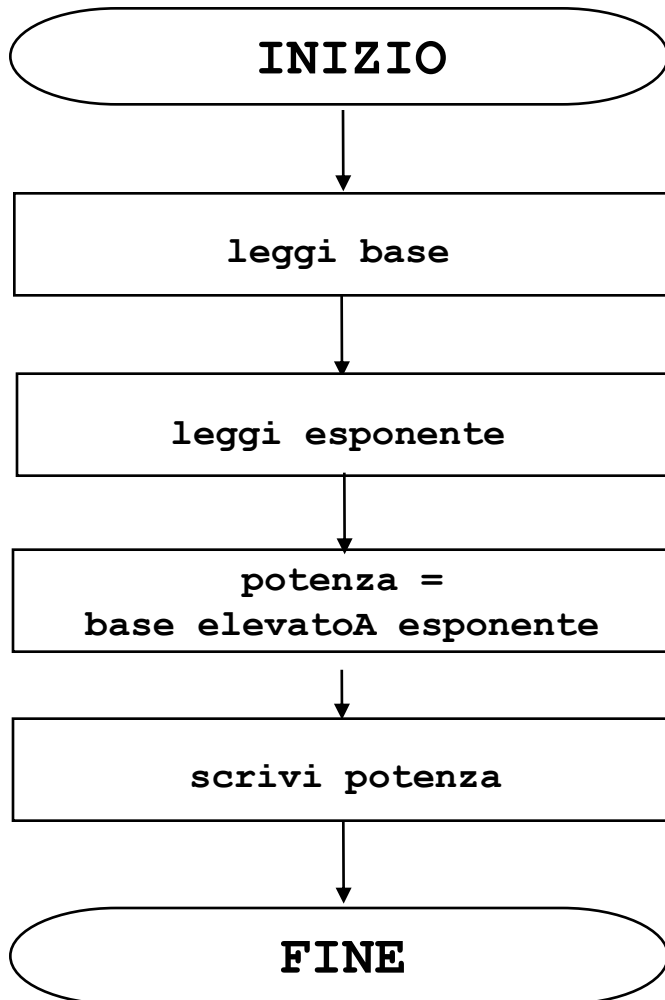 INIZIO
leggi base
leggi esponente
potenza =
base elevatoA esponente
scrivi potenza
FINE